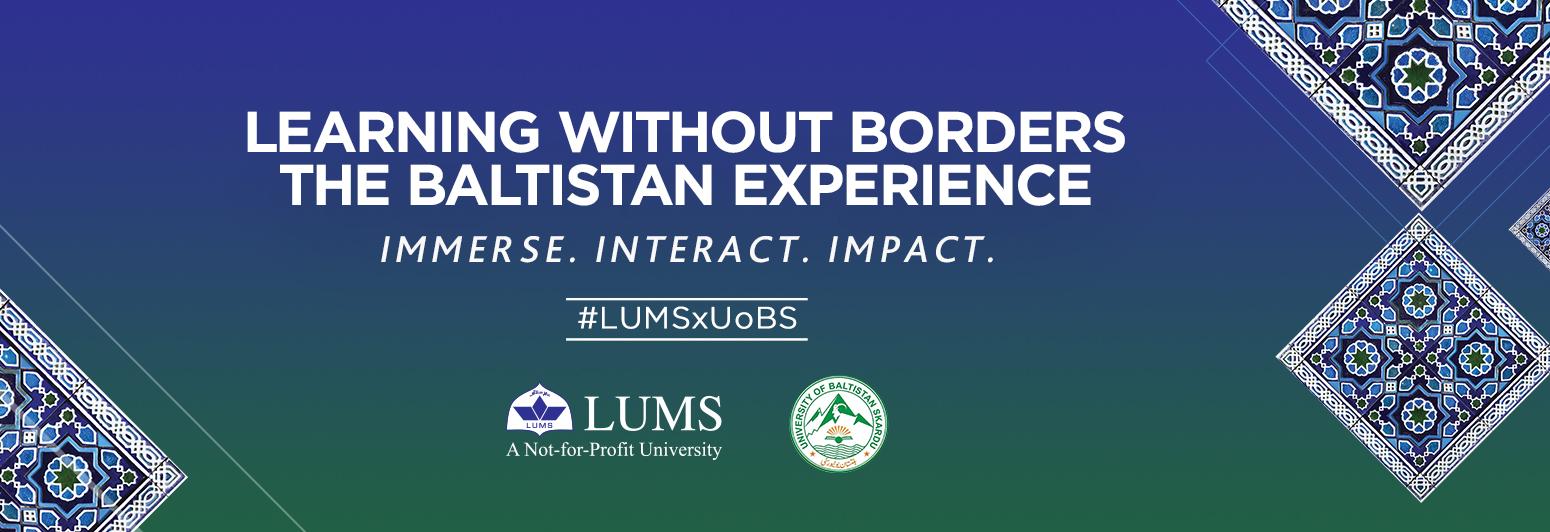 LEARNING WITHOUT BORDERS
THE BALTISTAN EXPERIENCE
IMMERSE. INTERACT. IMPACT.
#LUMSxUoBS
LUMS
LUMS
A Not-for-Profit University
UNIVERSITY OF BALTISTAN SKARDU